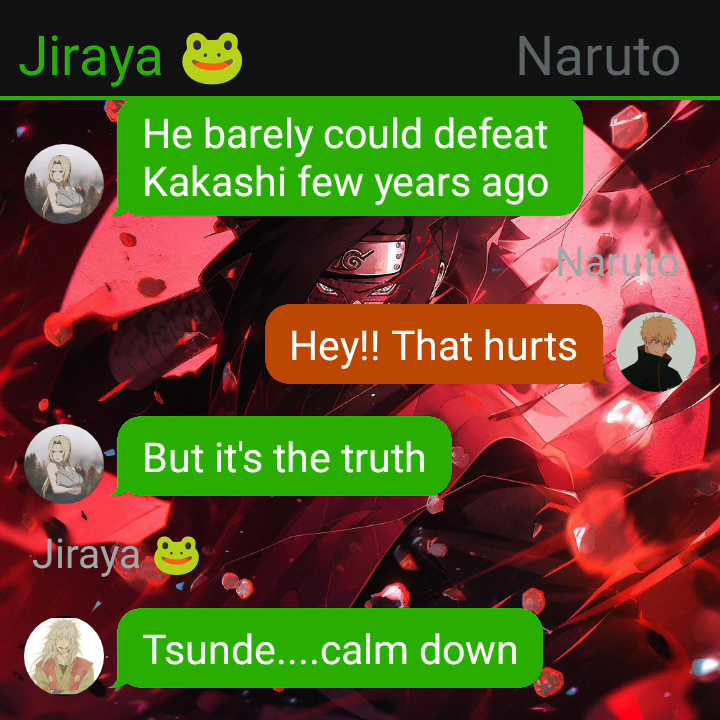 Jiraya 🐸 Naruto
He barely could defeat
Kakashi few years ago
Naruto
Hey!! That hurts
But it's the truth
Jiraya 🐸
Tsunde....calm down